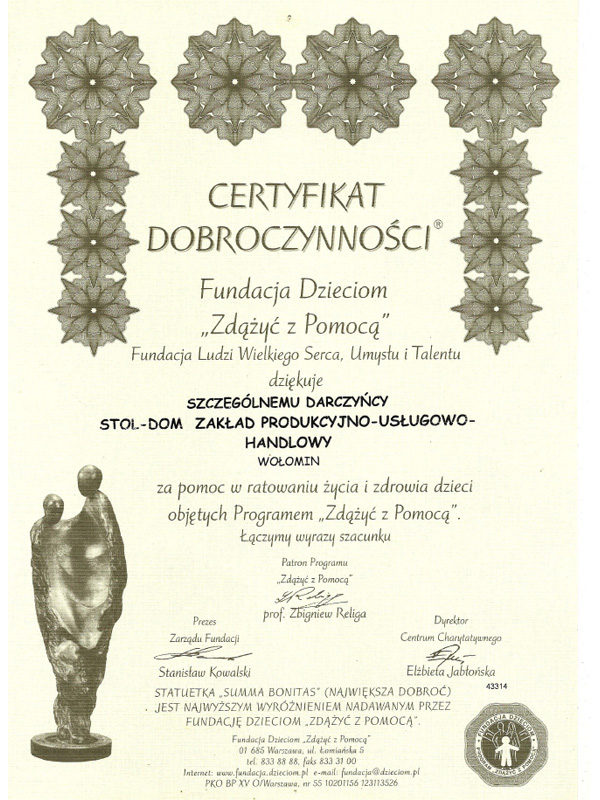 CERTYFIKAT
DOBROCZYNNOŚCI®
Fundacja Dzieciom
„Zdążyć z Pomocą”
Fundacja Ludzi Wielkiego Serca, Umysłu i Talentu
dziękuje
SZCZEGÓLNEMU DARCZYŃCY
STOL-DOM ZAKŁAD PRODUKCYJNO-USŁUGOWO-
HANDLOWY
WOŁOMIN
za pomoc w ratowaniu życia i zdrowia dzieci
objętych Programem „Zdążyć z Pomocą”.
Łączymy wyrazy szacunku
Patron Programu
„Zdążyć z Pomocą”
prof. Zbigniew Religa
Prezes
Zarządu Fundacji
Stanisław Kowalski
Dyrektor
Centrum Charytatywnego
Elżbieta Jabłońska
43314
STATUETKA „SUMMA BONITAS” (NAJWIĘKSZA DOBROĆ)
JEST NAJWYŻSZYM WYRÓŻNIENIEM NADAWANYM PRZEZ
FUNDACJĘ DZIECIOM „ZDĄŻYĆ Z POMOCĄ”.
Fundacja Dzieciom „Zdążyć z Pomocą”
01 685 Warszawa, ul. Łomiańska 5
tel. 833 88 88, faks 833 31 00
Internet: www.fundacja.dzieciom.pl e-mail: fundacja@dzieciom.pl
PKO BP XV O/Warszawa, nr 55 10201156 123113526
FUNDACJA DZIECIOM
ZDĄŻYĆ Z POMOCĄ